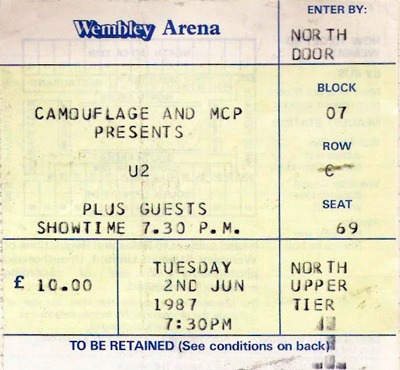 Wembley Arena
ENTER BY:
NORTH
DOOR
CAMOUFLAGE AND MCP
PRESENTS
U2
PLUS GUESTS
SHOWTIME 7.30 P.M.
BLOCK
07
ROW
C
SEAT
69
£ 10.00
TUESDAY
2ND JUN
1987
7:30PM
NORTH
UPPER
TIER
TO BE RETAINED (See conditions on back)